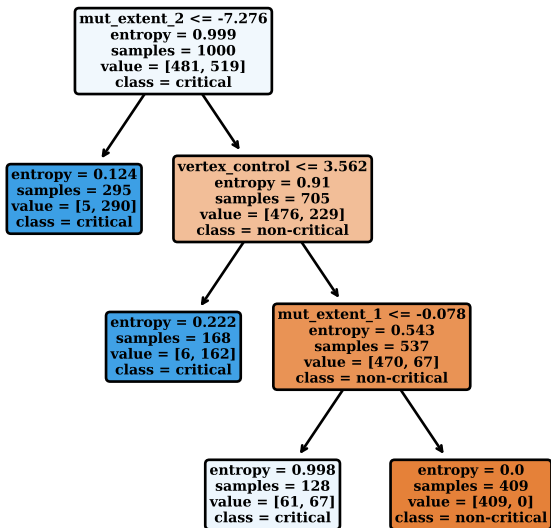 mut_extent_2 <= -7.276
entropy = 0.999
samples = 1000
value = [481, 519]
class = critical
entropy = 0.124
samples = 295
value = [5, 290]
class = critical
vertex_control <= 3.562
entropy = 0.91
samples = 705
value = [476, 229]
class = non-critical
entropy = 0.222
samples = 168
value = [6, 162]
class = critical
mut_extent_1 <= -0.078
entropy = 0.543
samples = 537
value = [470, 67]
class = non-critical
entropy = 0.998
samples = 128
value = [61, 67]
class = critical
entropy = 0.0
samples = 409
value = [409, 0]
class = non-critical